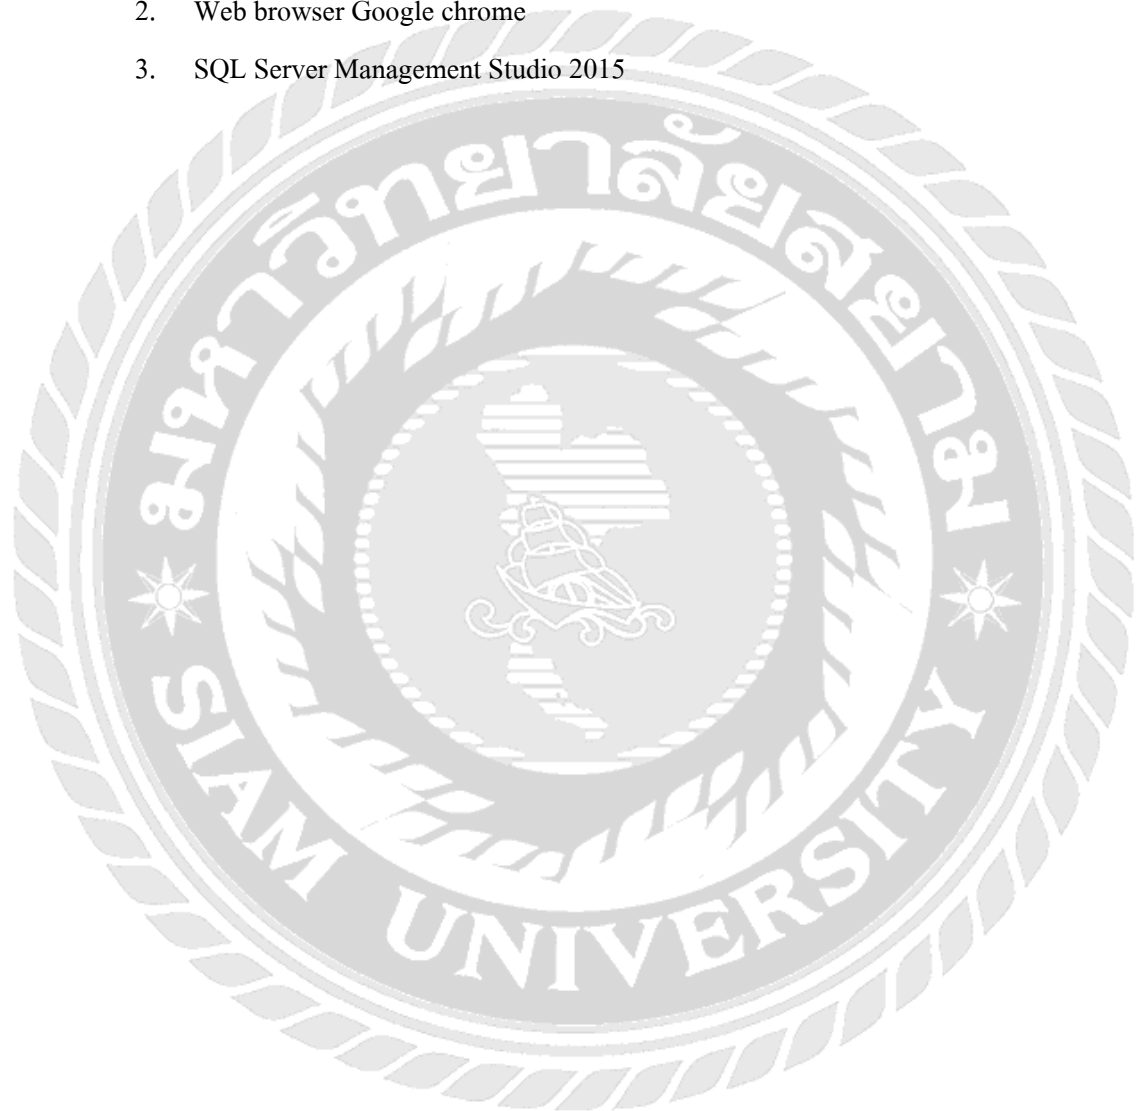 2. Web browser Google chrome
3. SQL Server Management Studio 2015
มหาวิทยาลัยสยาม
SIAM UNIVERSITY